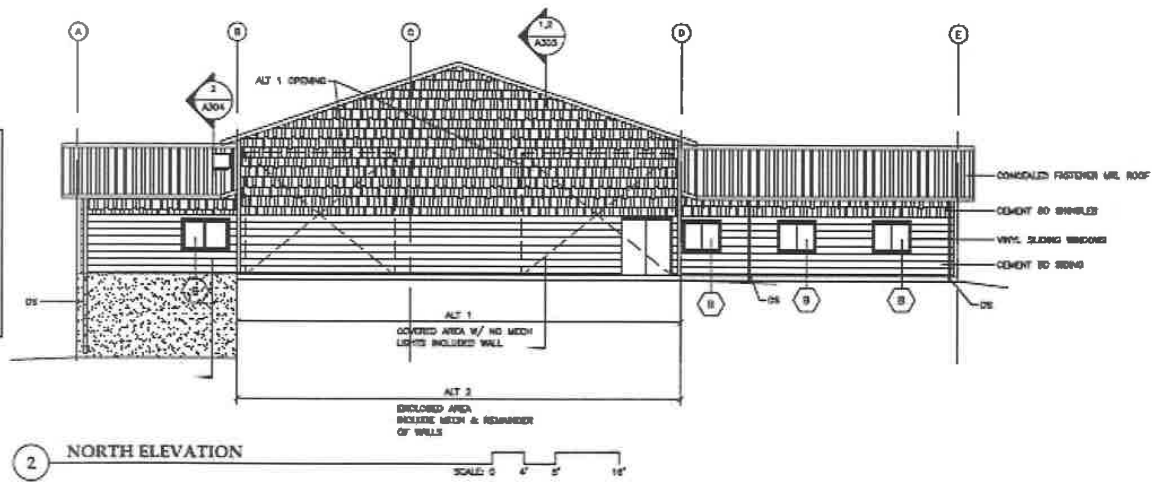 A
B
C
D
E
1,2
A303
2
A304
ALT 1 OPENING
CONCEALED FASTENER MTL ROOF
CEMENT BD SHINGLES
VINYL SLIDING WINDOWS
CEMENT BD SIDING
DS
DS
DS
B
B
B
ALT 1
COVERED AREA W/ NO MECH
LIGHTS INCLUDED WALL
ALT 2
ENCLOSED AREA
INCLUDE MECH & REMAINDER
OF WALLS
2
NORTH ELEVATION
SCALE: 0 4' 8' 16'